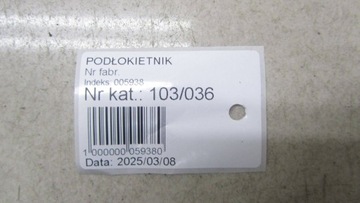 PODŁOKIETNIK
Nr fabr.
Indeks: 005938
Nr kat.: 103/036
1 000000 059380
Data: 2025/03/08